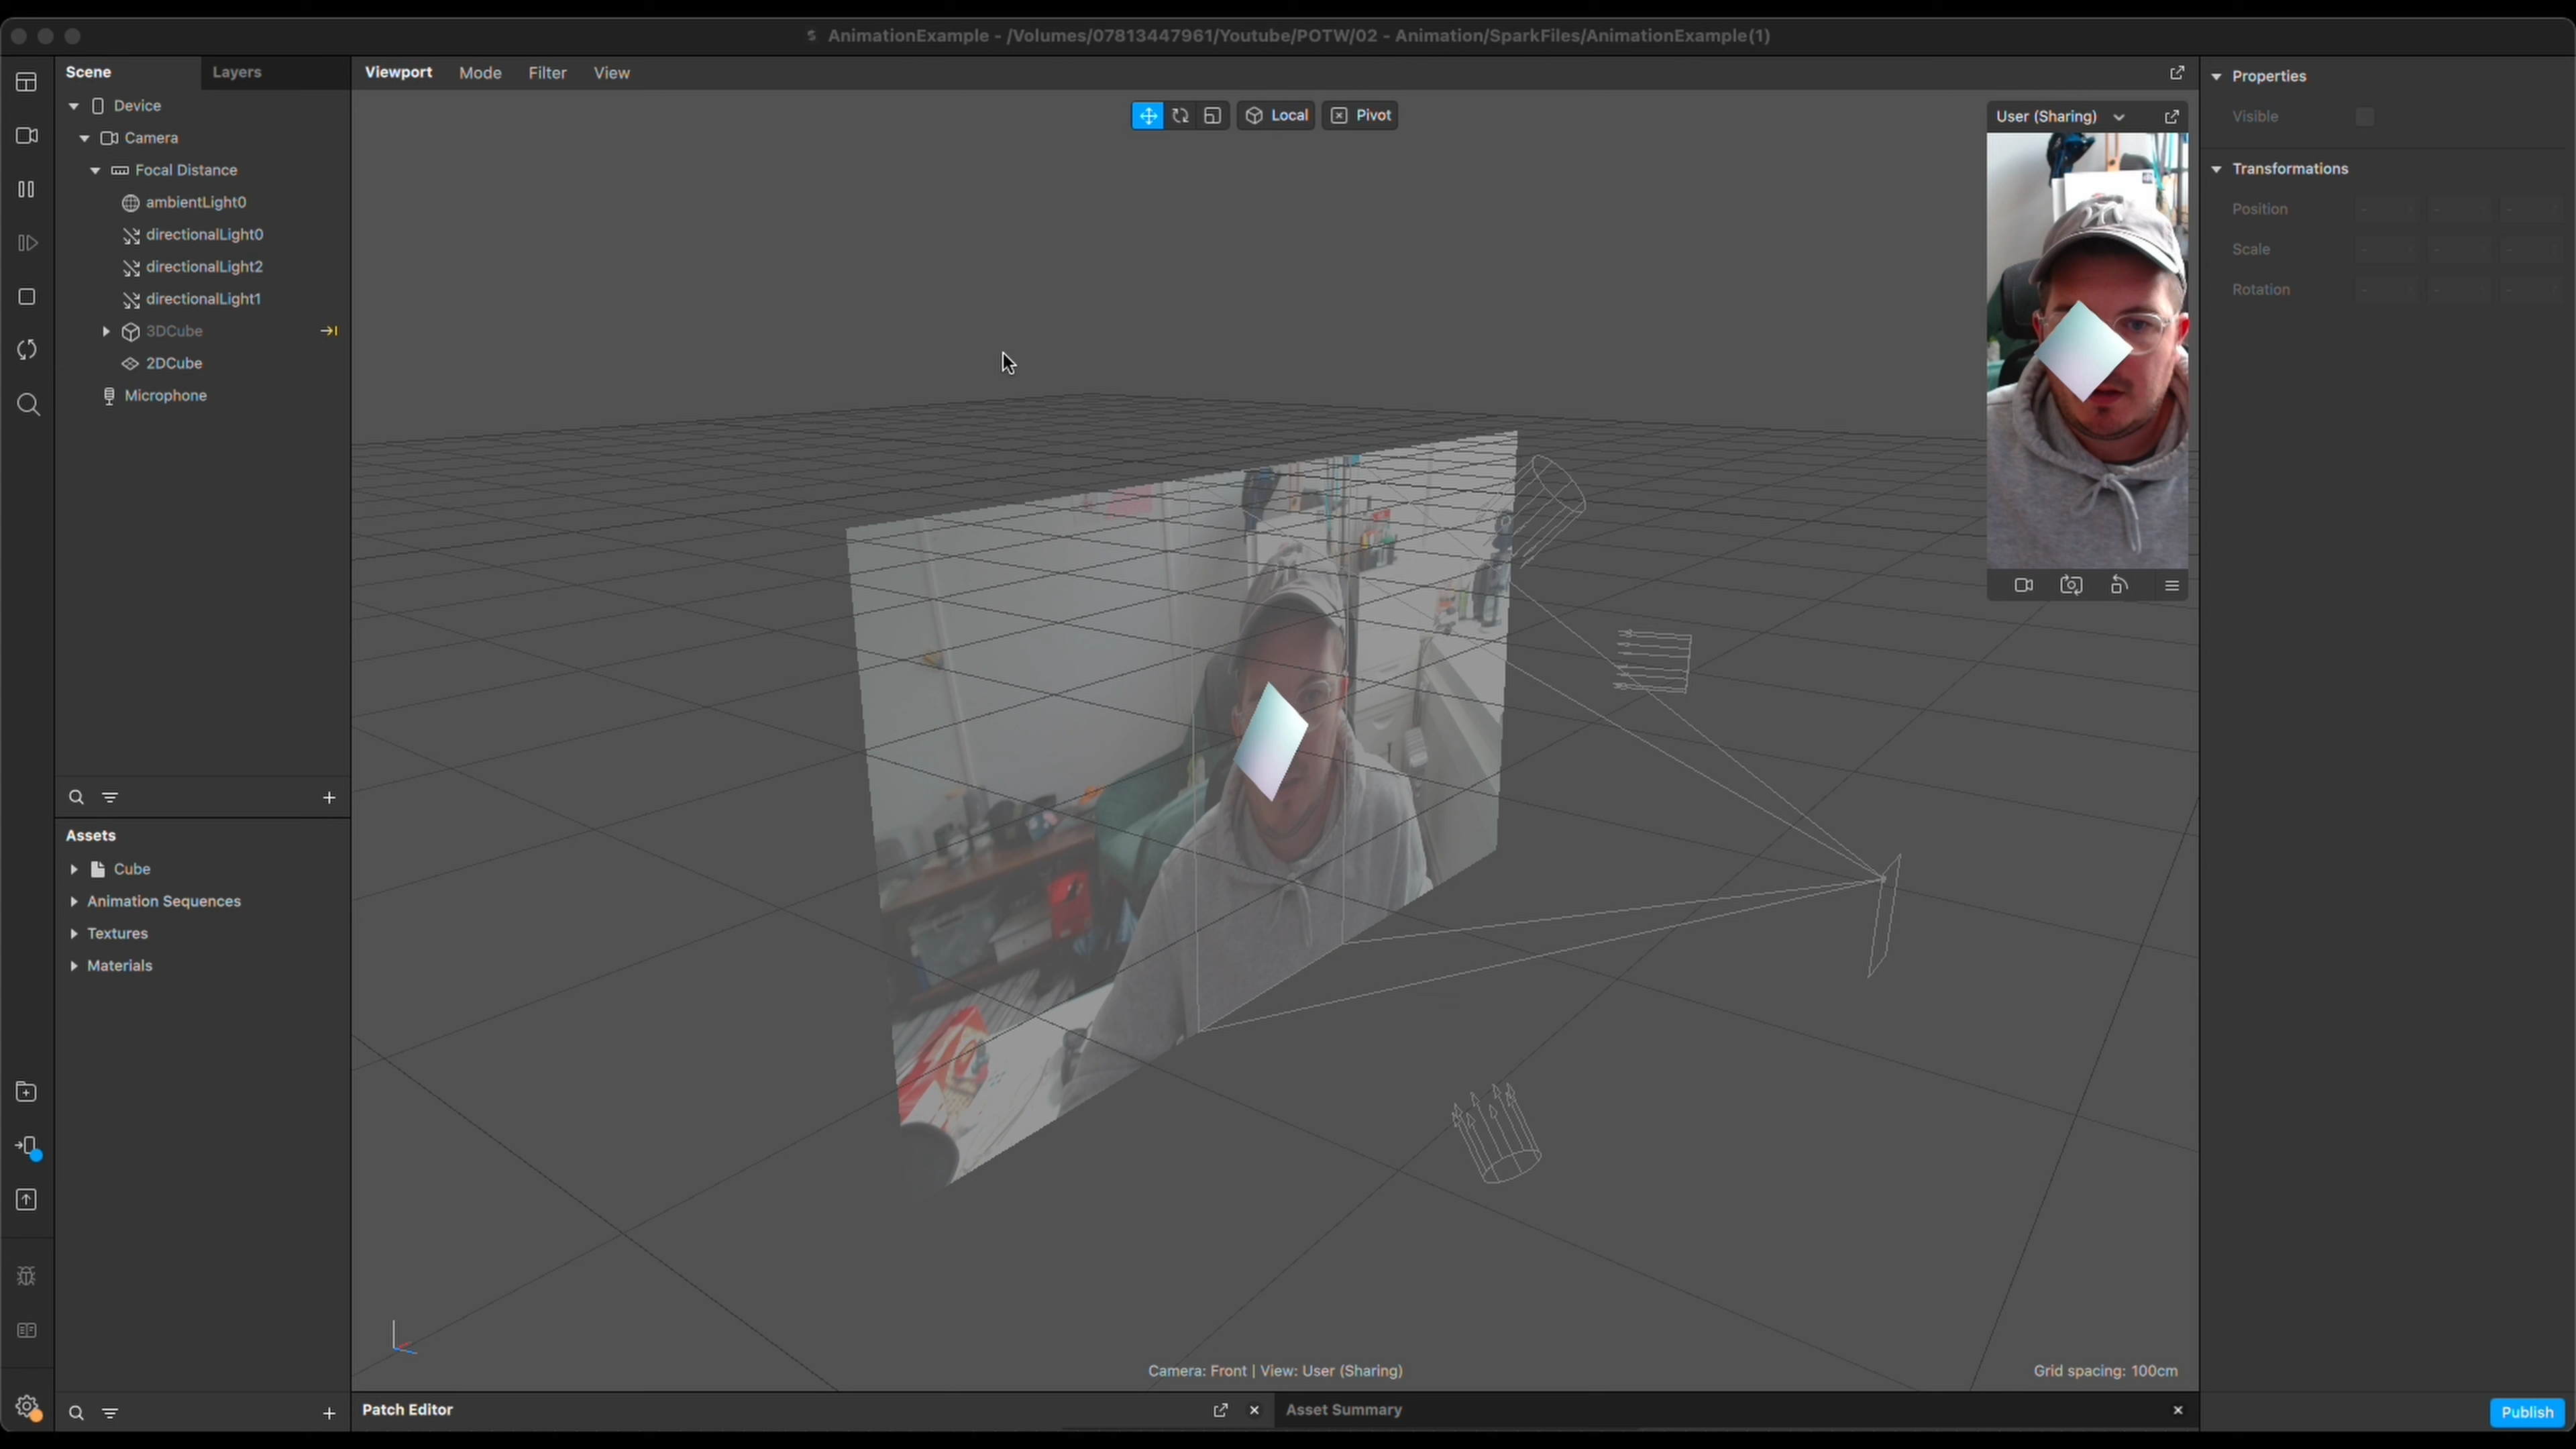 AnimationExample - /Volumes/07813447961/Youtube/POTW/02 - Animation/SparkFiles/AnimationExample(1)
Scene
Layers
Device
Camera
Focal Distance
ambientLight0
directionalLight0
directionalLight2
directionalLight1
3DCube
2DCube
Microphone
Assets
Cube
Animation Sequences
Textures
Materials
Viewport Mode Filter View
Local
Pivot
User (Sharing)
Camera: Front | View: User (Sharing)
Grid spacing: 100cm
Patch Editor
Asset Summary
Properties
Visible
Transformations
Position - - -
Scale - - -
Rotation - - -
Publish